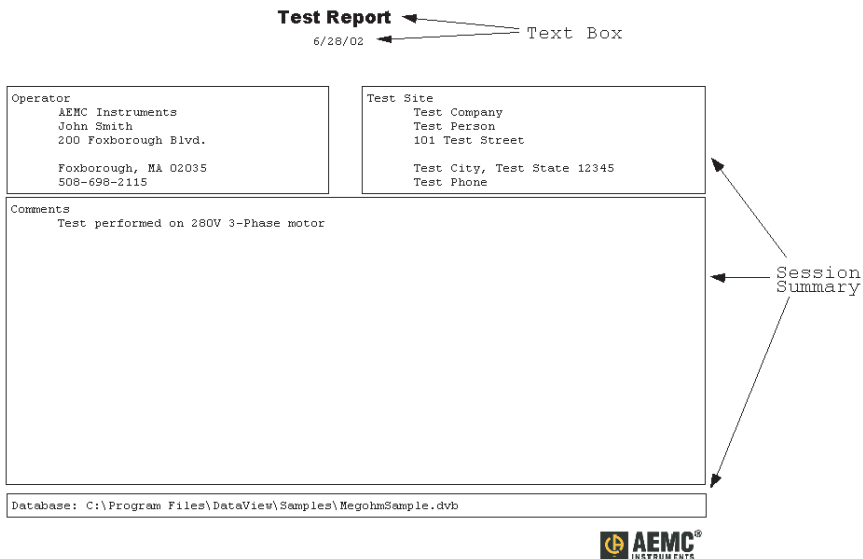 Test Report
6/28/02
Text Box
Operator
AEMC Instruments
John Smith
200 Foxborough Blvd.
Foxborough, MA 02035
508-698-2115
Test Site
Test Company
Test Person
101 Test Street
Test City, Test State 12345
Test Phone
Comments
Test performed on 280V 3-Phase motor
Session
Summary
Database: C:\Program Files\DataView\Samples\MegohmSample.dvb
AEMC®
INSTRUMENTS